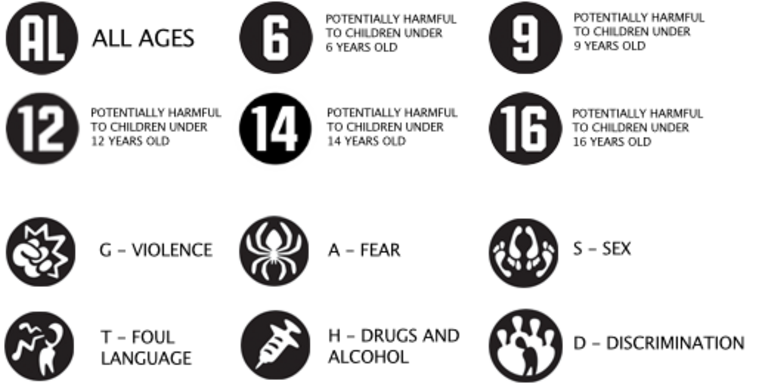 AL ALL AGES
6 POTENTIALLY HARMFUL
TO CHILDREN UNDER
6 YEARS OLD
9 POTENTIALLY HARMFUL
TO CHILDREN UNDER
9 YEARS OLD
12 POTENTIALLY HARMFUL
TO CHILDREN UNDER
12 YEARS OLD
14 POTENTIALLY HARMFUL
TO CHILDREN UNDER
14 YEARS OLD
16 POTENTIALLY HARMFUL
TO CHILDREN UNDER
16 YEARS OLD
G – VIOLENCE
A – FEAR
S – SEX
T – FOUL
LANGUAGE
H – DRUGS AND
ALCOHOL
D – DISCRIMINATION